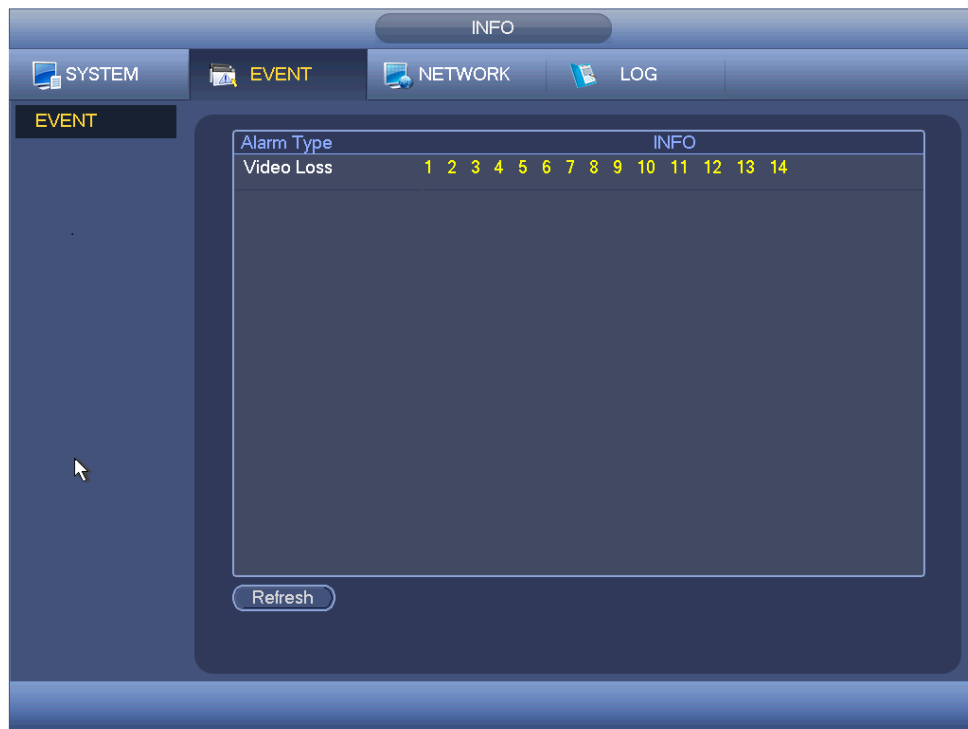 INFO
SYSTEM EVENT NETWORK LOG
EVENT
Alarm Type INFO
Video Loss 1 2 3 4 5 6 7 8 9 10 11 12 13 14
Refresh